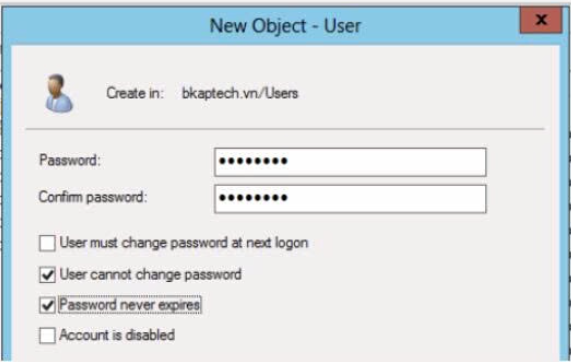 New Object - User
x
Create in: bkaptech.vn/Users
Password: ••••••••
Confirm password: ••••••••
User must change password at next logon
User cannot change password
Password never expires
Account is disabled